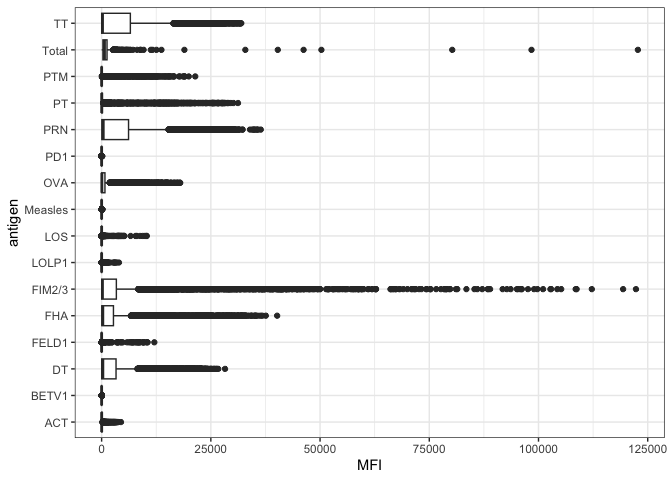 TT
Total
PTM
PT
PRN
PD1
OVA
Measles
LOS
LOLP1
FIM2/3
FHA
FELD1
DT
BETV1
ACT
antigen
0 25000 50000 75000 100000 125000
MFI